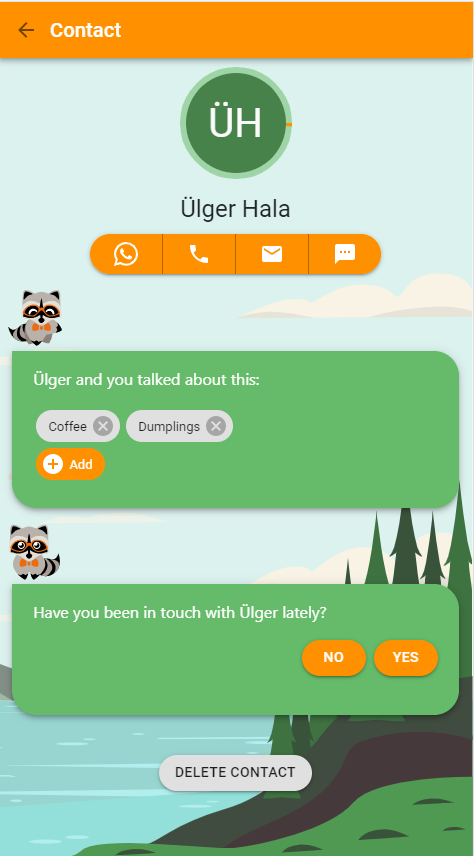 Contact
ÜH
Ülger Hala
Ülger and you talked about this:
Coffee
Dumplings
Add
Have you been in touch with Ülger lately?
NO
YES
DELETE CONTACT